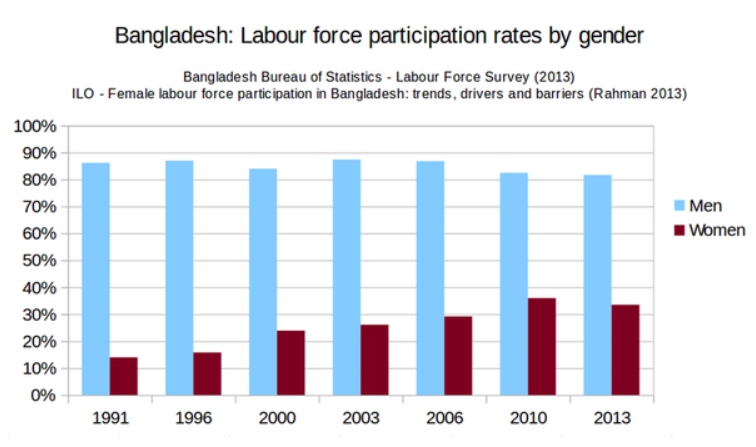 Bangladesh: Labour force participation rates by gender
Bangladesh Bureau of Statistics - Labour Force Survey (2013)
ILO - Female labour force participation in Bangladesh: trends, drivers and barriers (Rahman 2013)
100%
90%
80%
70%
60%
50%
40%
30%
20%
10%
0%
Men
Women
1991 1996 2000 2003 2006 2010 2013